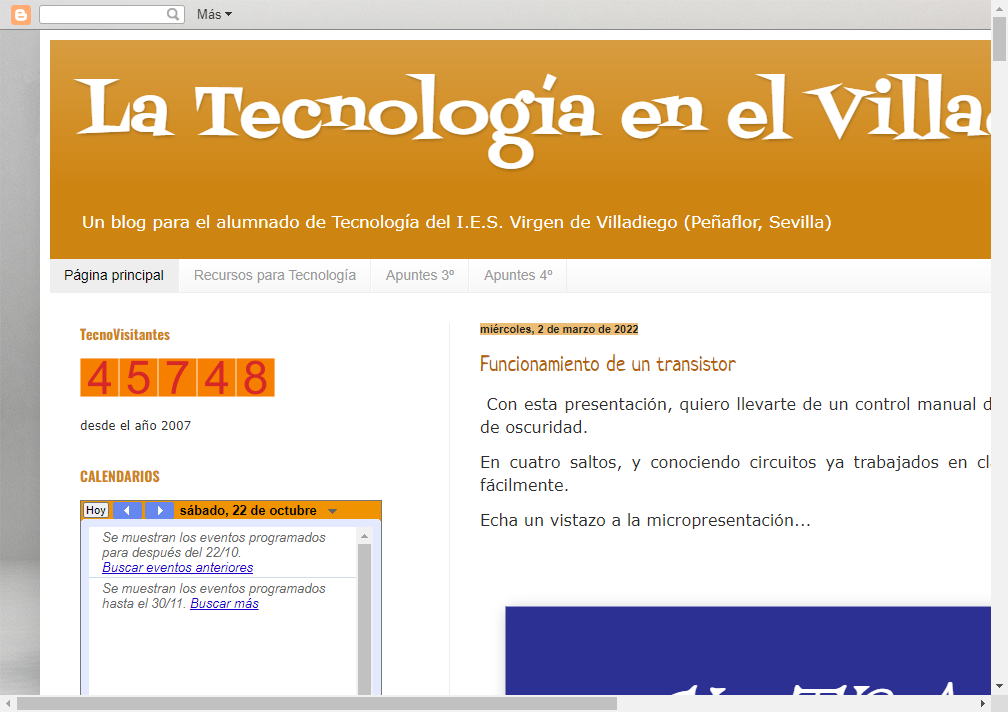 Más
La Tecnología en el
Un blog para el alumnado de Tecnología del I.E.S. Virgen de Villadiego (Peñaflor, Sevilla)
Página principal
Recursos para Tecnología
Apuntes 3º
Apuntes 4º
TecnoVisitantes
45748
desde el año 2007
CALENDARIOS
Hoy
sábado, 22 de octubre
Se muestran los eventos programados
para después del 22/10.
Buscar eventos anteriores
Se muestran los eventos programados
hasta el 30/11. Buscar más
miércoles, 2 de marzo de 2022
Funcionamiento de un transistor
Con esta presentación, quiero llevarte de un control manual
de oscuridad.
En cuatro saltos, y conociendo circuitos ya trabajados en
fácilmente.
Echa un vistazo a la micropresentación...